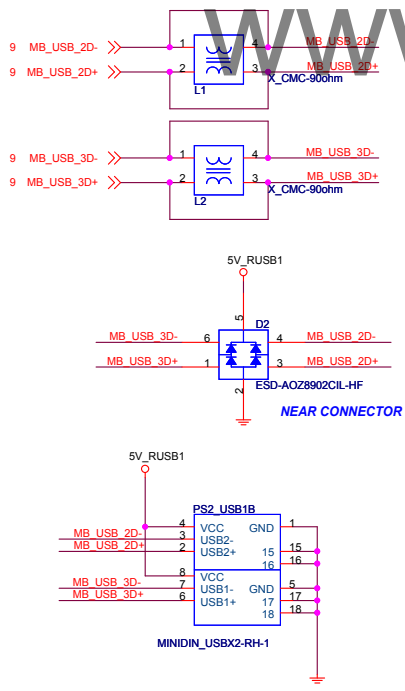 WWW
9 MB_USB_2D- 1 4 MB_USB_2D-
9 MB_USB_2D+ 2 3 MB_USB_2D+
L1 X_CMC-90ohm
9 MB_USB_3D- 1 4 MB_USB_3D-
9 MB_USB_3D+ 2 3 MB_USB_3D+
L2 X_CMC-90ohm
5V_RUSB1
5 D2
MB_USB_3D- 6 4 MB_USB_2D-
MB_USB_3D+ 1 3 MB_USB_2D+
2 ESD-AOZ8902CIL-HF
NEAR CONNECTOR
5V_RUSB1
PS2_USB1B
4 VCC GND 1
MB_USB_2D- 3 USB2-
MB_USB_2D+ 2 USB2+ 15 15
16 16
8 VCC
MB_USB_3D- 7 USB1- GND 5
MB_USB_3D+ 6 USB1+ 17 17
18 18
MINIDIN_USBX2-RH-1